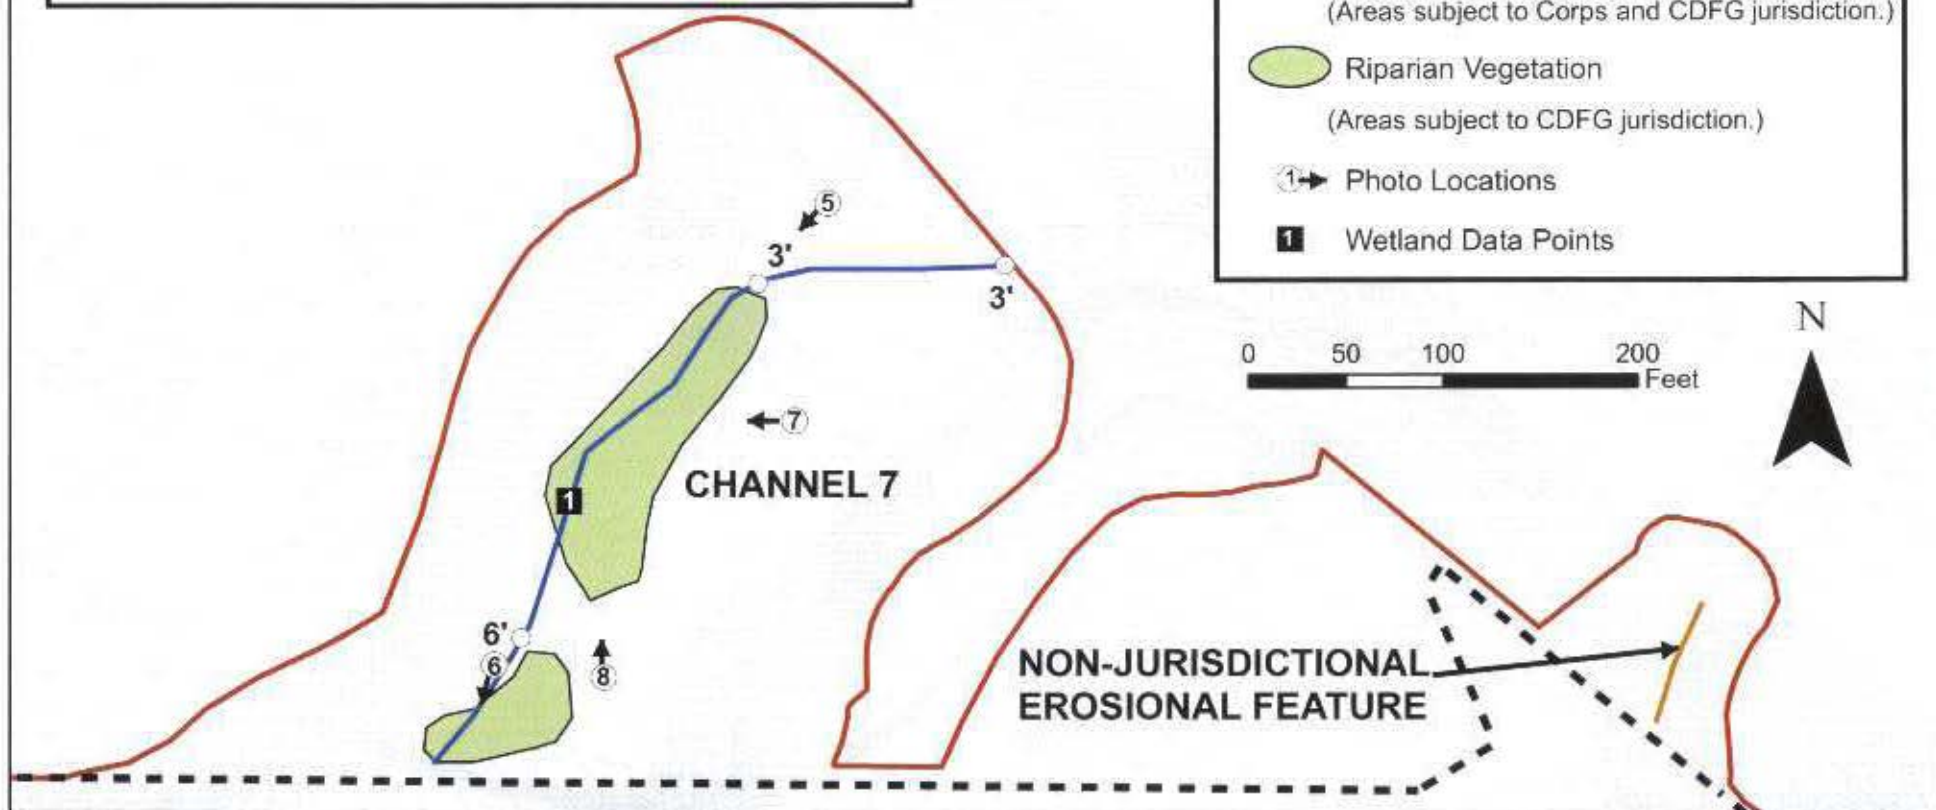 (Areas subject to Corps and CDFG jurisdiction.)
Riparian Vegetation
(Areas subject to CDFG jurisdiction.)
1 Photo Locations
1 Wetland Data Points
N
0 50 100 200
Feet
5
3'
3'
7
CHANNEL 7
1
6'
6
8
NON-JURISDICTIONAL
EROSIONAL FEATURE